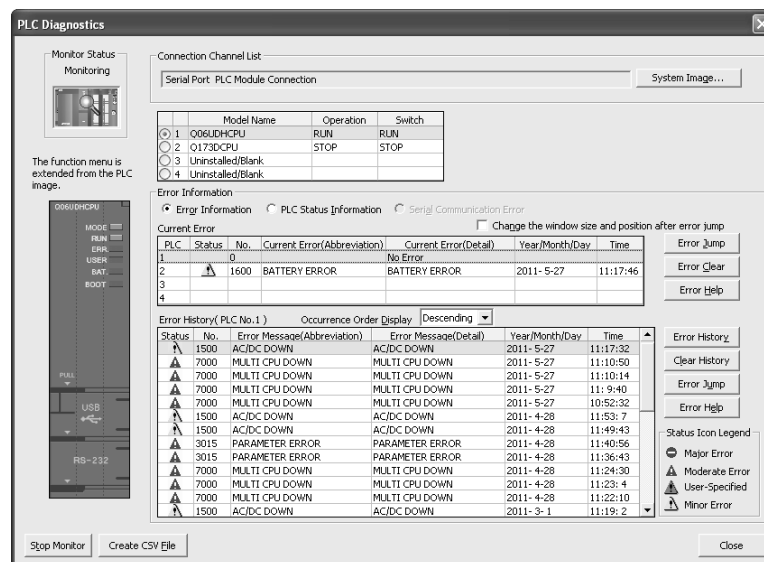 PLC Diagnostics
Monitor Status
Monitoring
The function menu is
extended from the PLC
image.
Q06UDHCPU
MODE
RUN
ERR.
USER
BAT.
BOOT
PULL
USB
RS-232
Connection Channel List
Serial Port PLC Module Connection
System Image...
Model Name Operation Switch
1 Q06UDHCPU RUN RUN
2 Q173DCPU STOP STOP
3 Uninstalled/Blank
4 Uninstalled/Blank
Error Information
Error Information PLC Status Information Serial Communication Error
Change the window size and position after error jump
Current Error
PLC Status No. Current Error(Abbreviation) Current Error(Detail) Year/Month/Day Time
1 0 No Error
2 1600 BATTERY ERROR BATTERY ERROR 2011- 5-27 11:17:46
3
4
Error Jump
Error Clear
Error Help
Error History( PLC No.1 ) Occurrence Order Display Descending
Status No. Error Message(Abbreviation) Error Message(Detail) Year/Month/Day Time
1500 AC/DC DOWN AC/DC DOWN 2011- 5-27 11:17:32
7000 MULTI CPU DOWN MULTI CPU DOWN 2011- 5-27 11:10:50
7000 MULTI CPU DOWN MULTI CPU DOWN 2011- 5-27 11:10:14
7000 MULTI CPU DOWN MULTI CPU DOWN 2011- 5-27 11: 9:40
7000 MULTI CPU DOWN MULTI CPU DOWN 2011- 5-27 10:52:32
1500 AC/DC DOWN AC/DC DOWN 2011- 4-28 11:53: 7
1500 AC/DC DOWN AC/DC DOWN 2011- 4-28 11:49:43
3015 PARAMETER ERROR PARAMETER ERROR 2011- 4-28 11:40:56
3015 PARAMETER ERROR PARAMETER ERROR 2011- 4-28 11:36:43
7000 MULTI CPU DOWN MULTI CPU DOWN 2011- 4-28 11:24:30
7000 MULTI CPU DOWN MULTI CPU DOWN 2011- 4-28 11:23: 4
7000 MULTI CPU DOWN MULTI CPU DOWN 2011- 4-28 11:22:10
1500 AC/DC DOWN AC/DC DOWN 2011- 3- 1 11:19: 2
Error History
Clear History
Error Jump
Error Help
Status Icon Legend
Major Error
Moderate Error
User-Specified
Minor Error
Stop Monitor
Create CSV File
Close